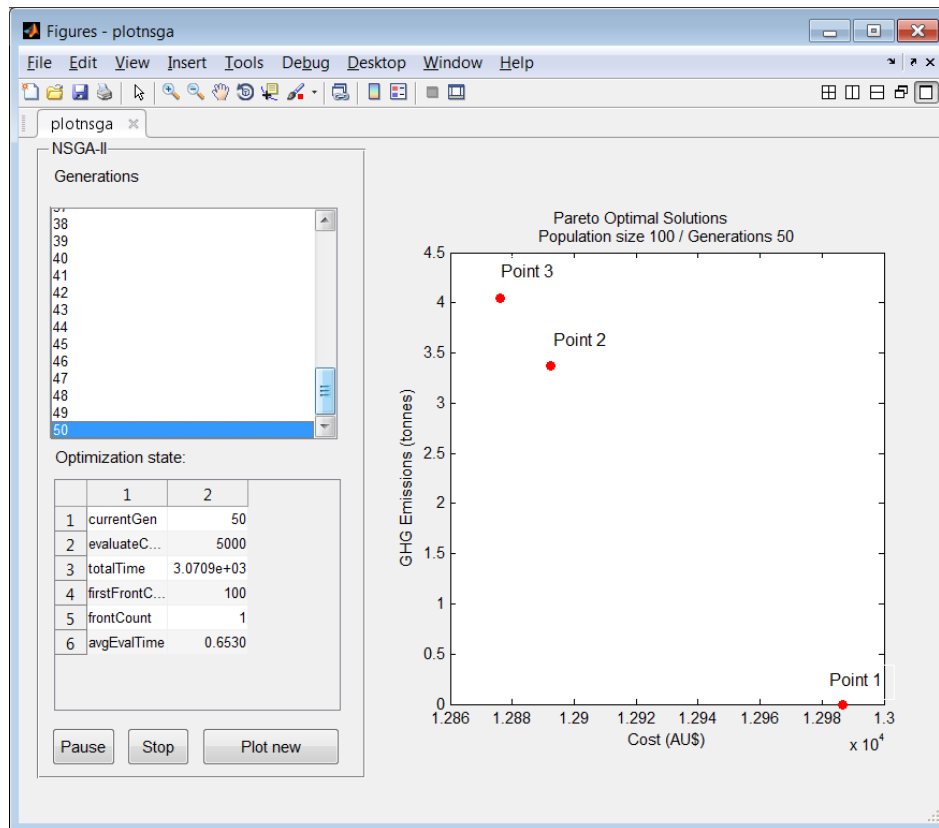 Figures - plotnsga
File Edit View Insert Tools Debug Desktop Window Help
plotnsga
NSGA-II
Generations
37
38
39
40
41
42
43
44
45
46
47
48
49
50
Optimization state:
1 2
1 currentGen 50
2 evaluateC... 5000
3 totalTime 3.0709e+03
4 firstFrontC... 100
5 frontCount 1
6 avgEvalTime 0.6530
Pause Stop Plot new
Pareto Optimal Solutions
Population size 100 / Generations 50
4.5
Point 3
4
Point 2
3.5
3
2.5
2
1.5
1
0.5
Point 1
0
GHG Emissions (tonnes)
1.286 1.288 1.29 1.292 1.294 1.296 1.298 1.3
Cost (AU$)
x 10⁴